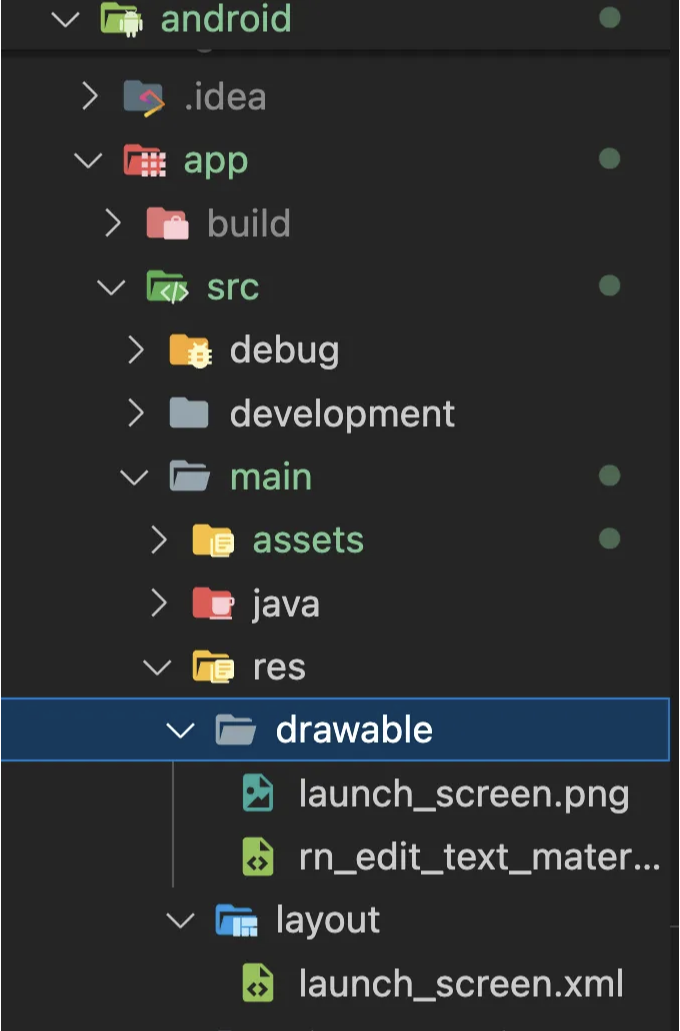 android
.idea
app
build
src
debug
development
main
assets
java
res
drawable
launch_screen.png
rn_edit_text_mater...
layout
launch_screen.xml